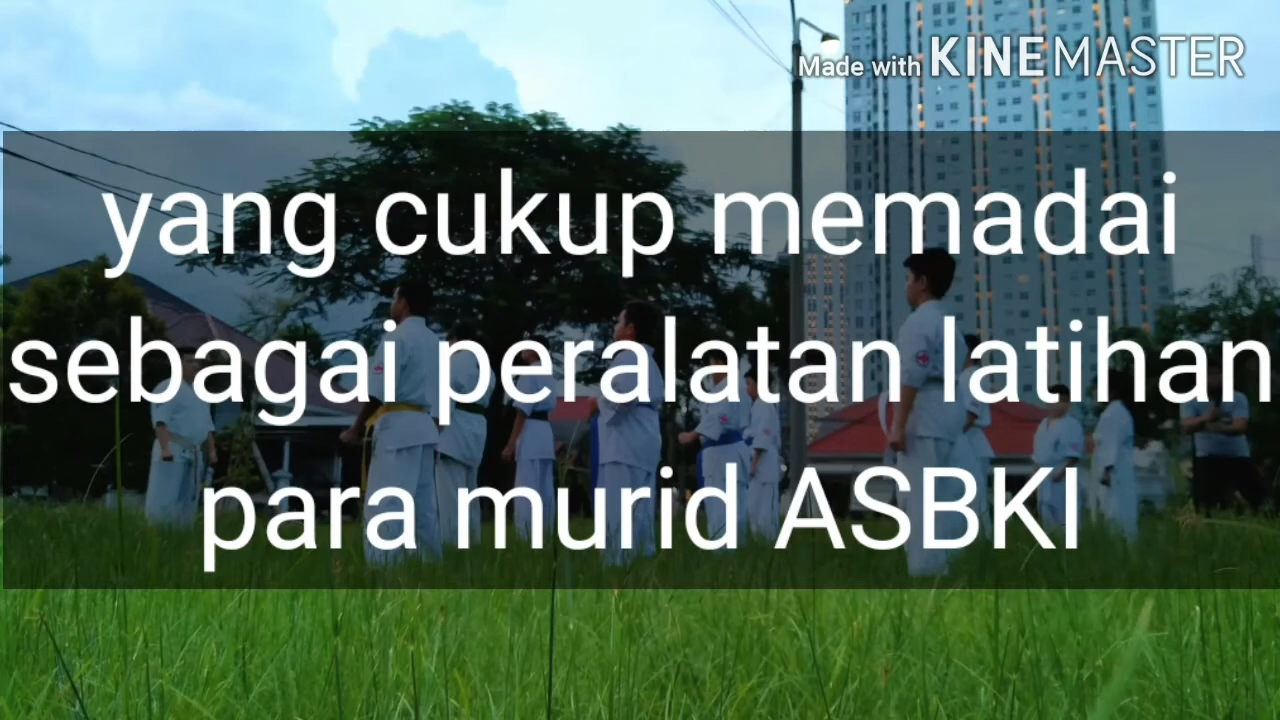 Made with KINEMASTER
yang cukup memadai
sebagai peralatan latihan
para murid ASBKI